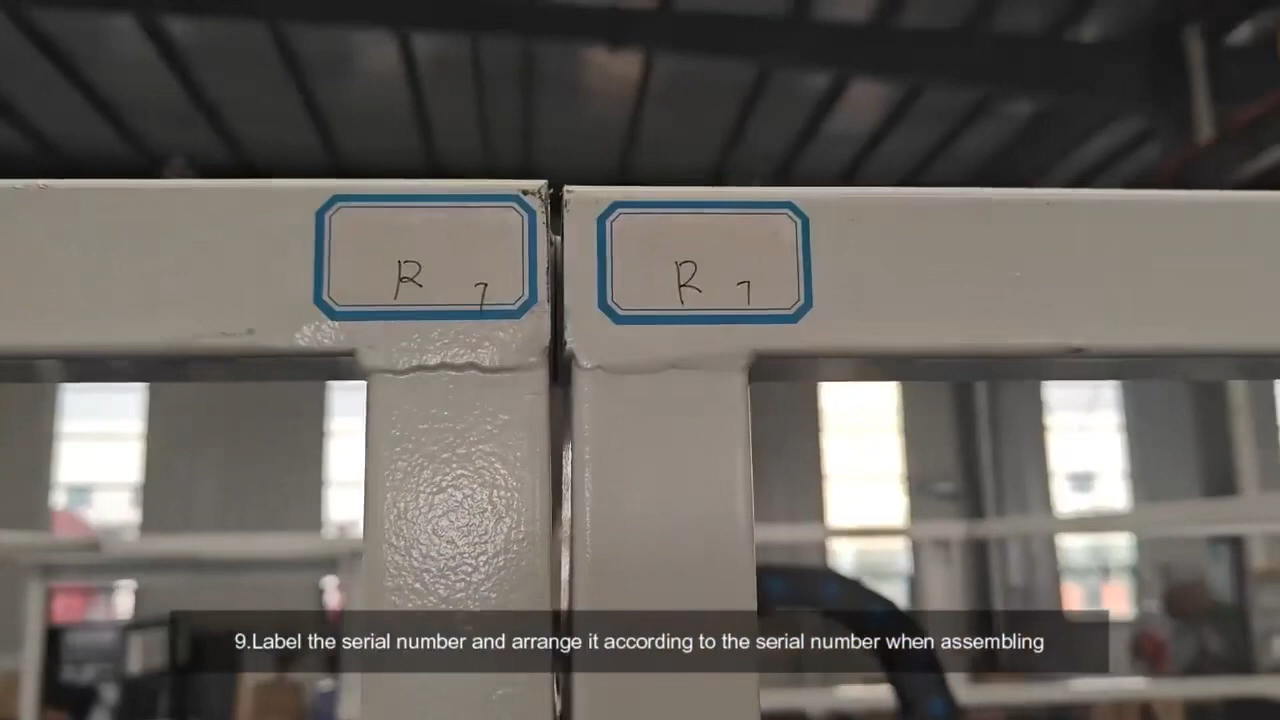 R 7
R 7
9.Label the serial number and arrange it according to the serial number when assembling